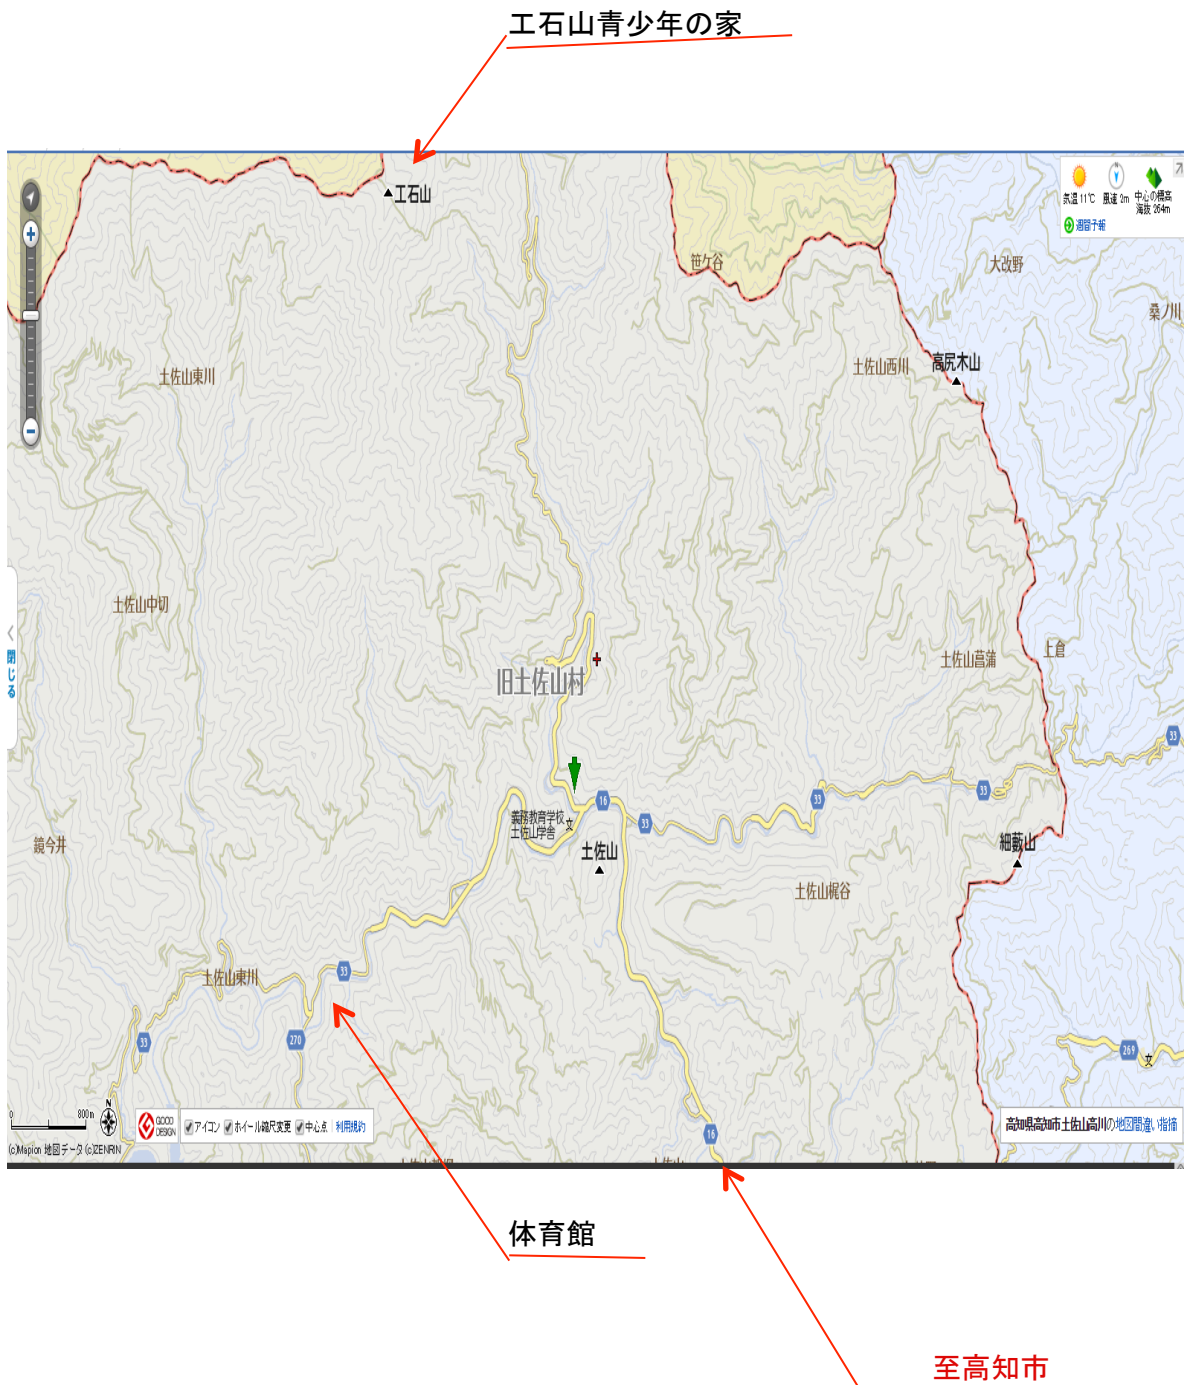 工石山青少年の家
工石山
気温 11℃ 風速 2m 中心の標高
海抜 264m
週間予報
笹ケ谷
大改野
桑ノ川
土佐山東川
土佐山西川
高尻木山
土佐山中切
閉じる
旧土佐山村
土佐山菖蒲
上倉
33
16
33
33
33
義務教育学校
土佐山学舎
文
土佐山
鏡今井
細藪山
土佐山梶谷
土佐山東川
33
33
270
269
文
16
0 800m
N
GOOD
DESIGN
アイコン ホイール縮尺変更 中心点 利用規約
高知県高知市土佐山高川の地図間違い指摘
(c)Mapion 地図データ (c)ZENRIN
体育館
至高知市